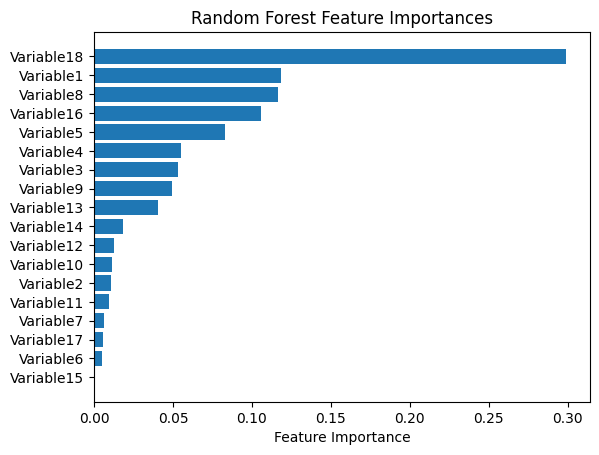 Random Forest Feature Importances
Variable18
Variable1
Variable8
Variable16
Variable5
Variable4
Variable3
Variable9
Variable13
Variable14
Variable12
Variable10
Variable2
Variable11
Variable7
Variable17
Variable6
Variable15
0.00 0.05 0.10 0.15 0.20 0.25 0.30
Feature Importance